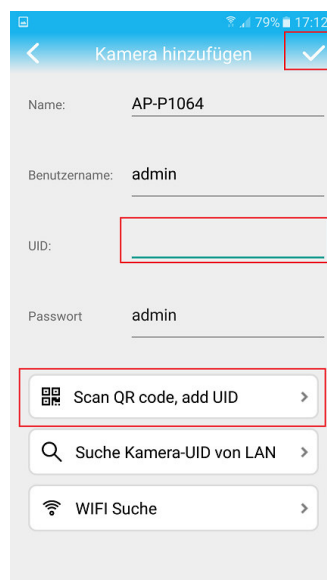 79% 17:12
Kamera hinzufügen
Name: AP-P1064
Benutzername: admin
UID:
Passwort admin
Scan QR code, add UID
Suche Kamera-UID von LAN
WIFI Suche